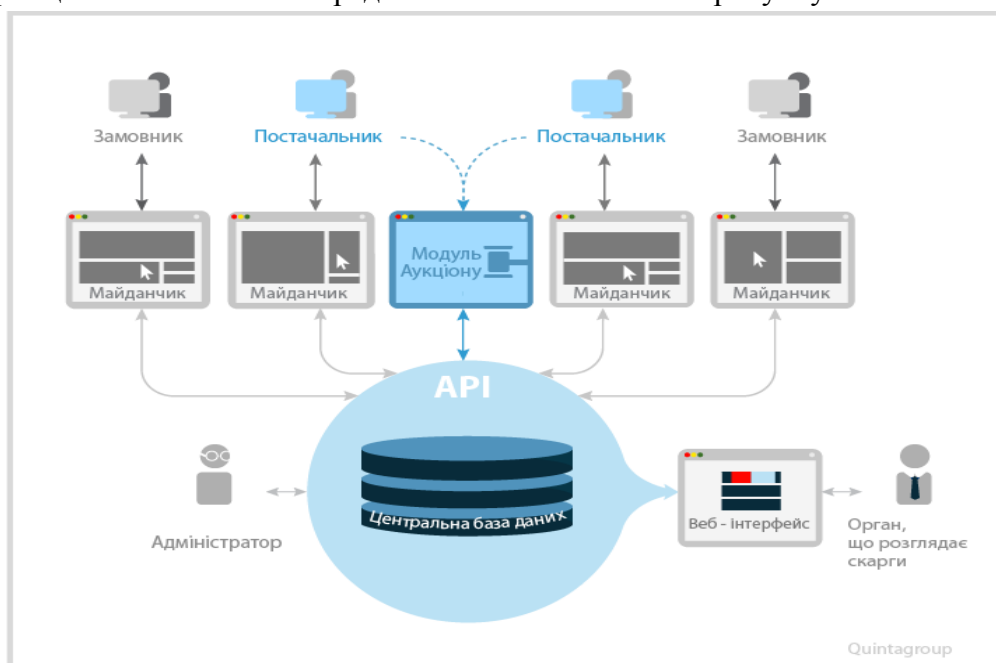 Замовник
Постачальник
Постачальник
Замовник
Модуль
Аукціону
Майданчик
Майданчик
Майданчик
Майданчик
API
Центральна база даних
Веб - інтерфейс
Адміністратор
Орган,
що розглядає
скарги
Quintagroup